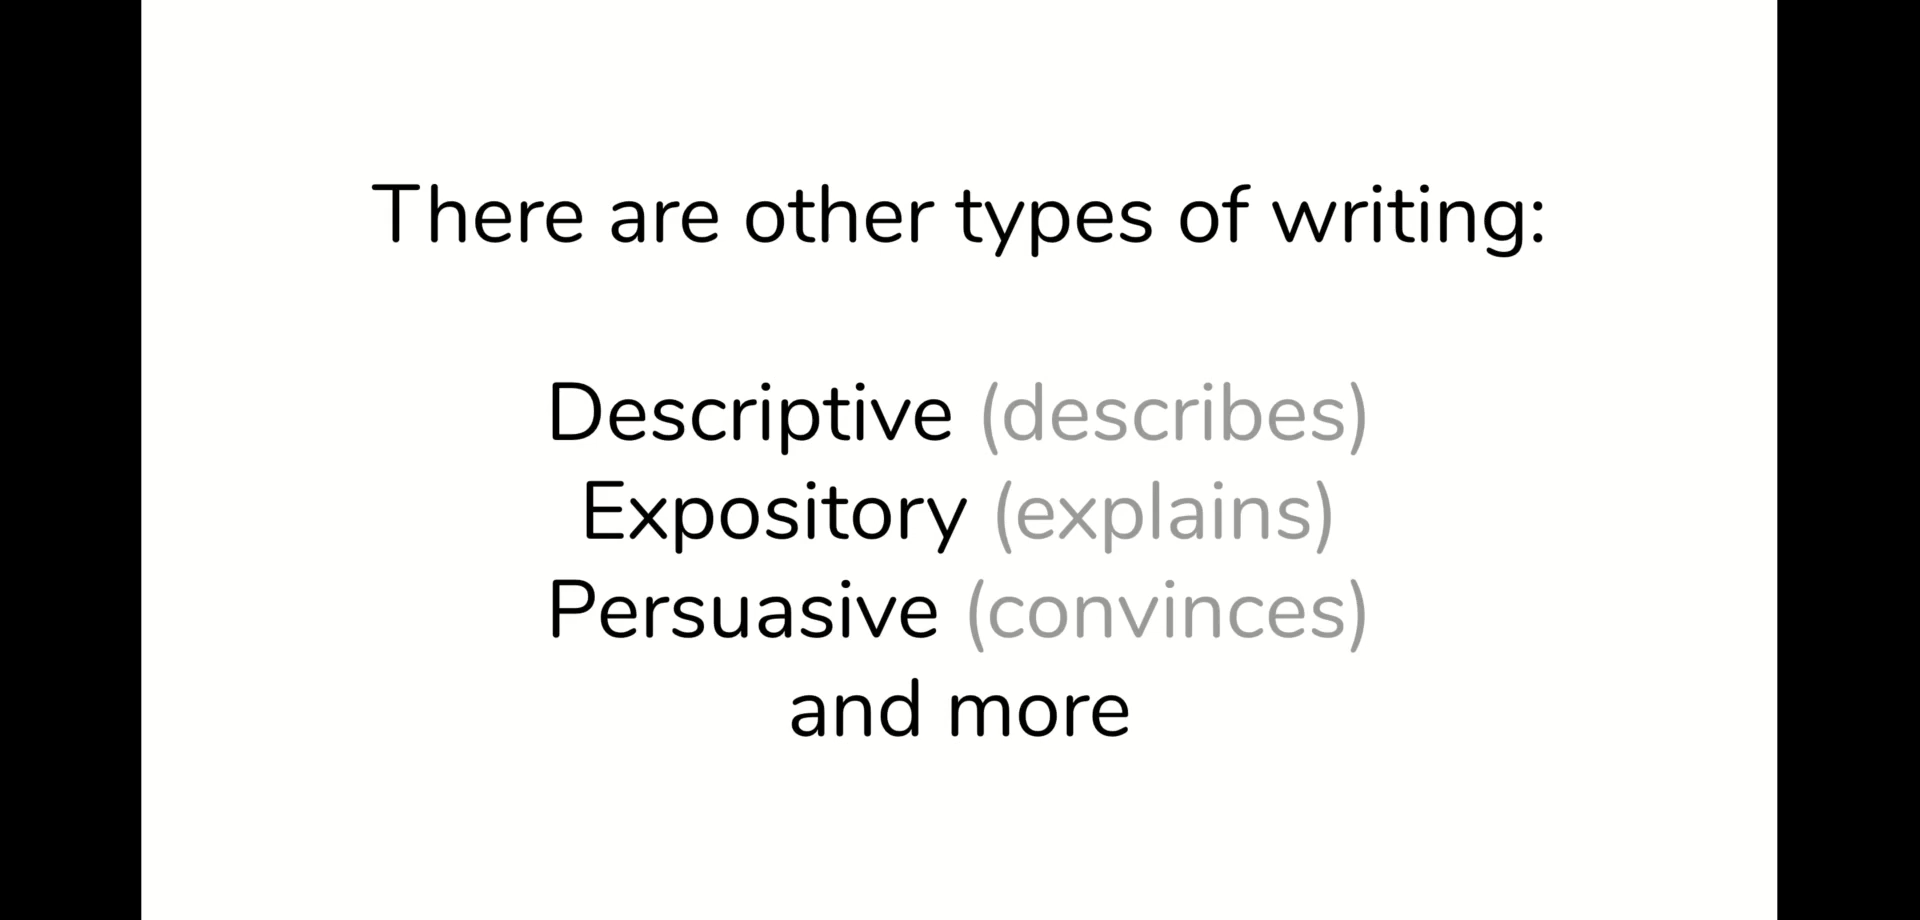 There are other types of writing:
Descriptive (describes)
Expository (explains)
Persuasive (convinces)
and more